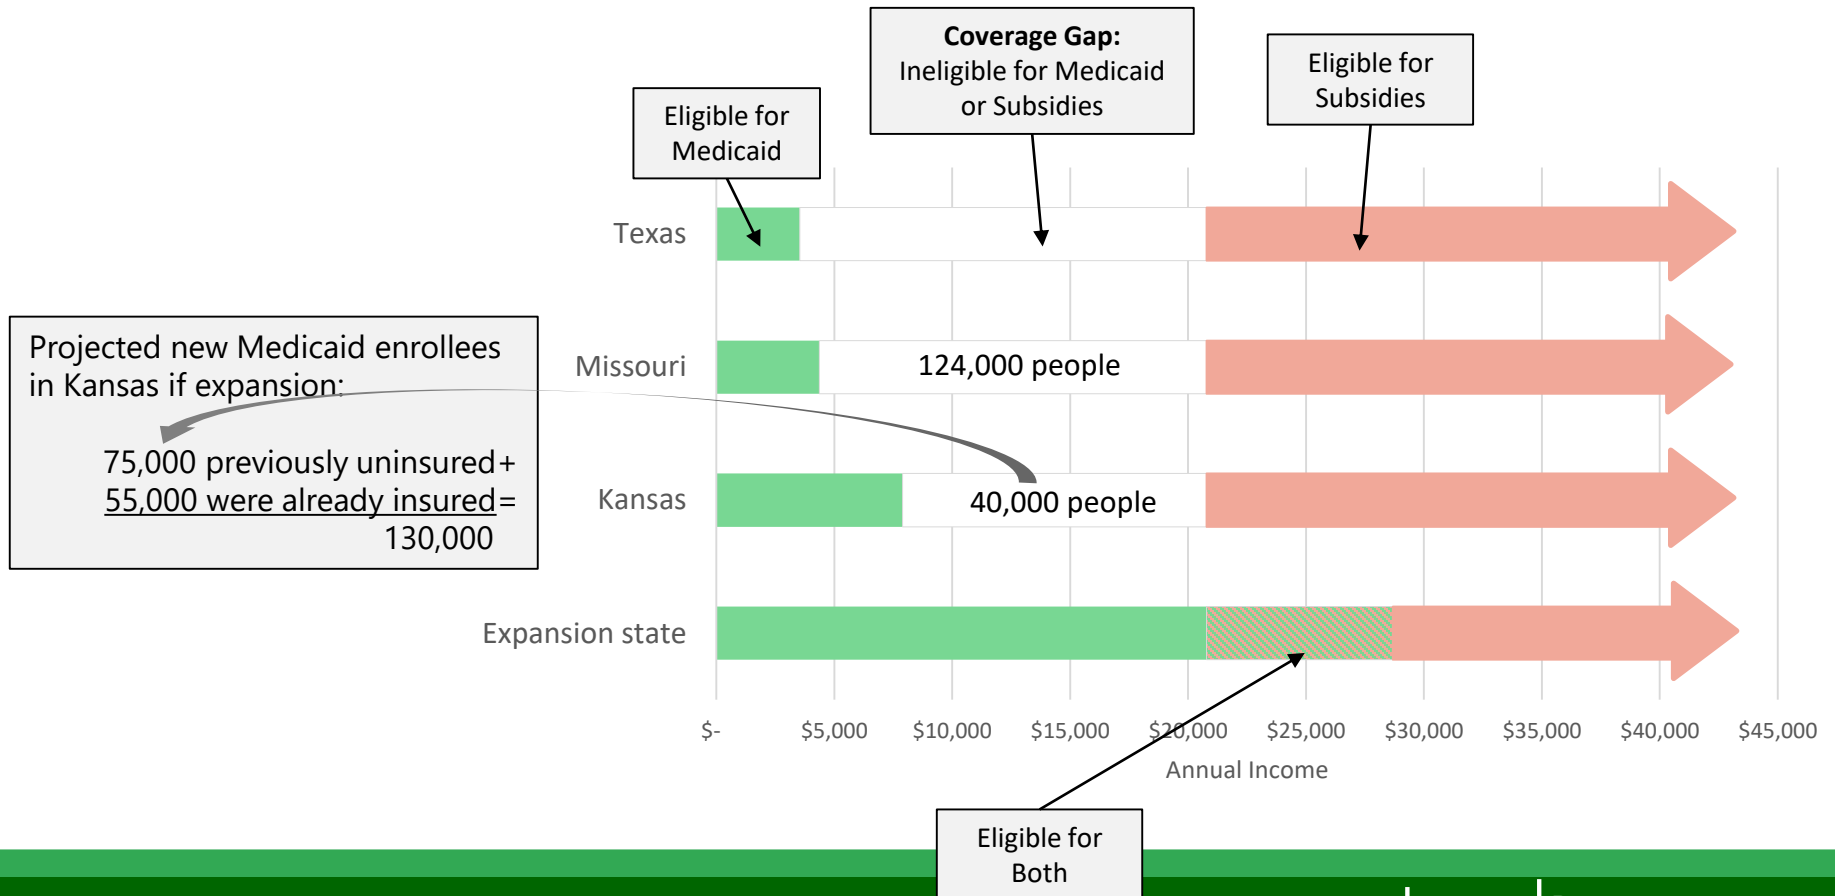 Coverage Gap:
Ineligible for Medicaid
or Subsidies
Eligible for
Subsidies
Eligible for
Medicaid
Texas
Projected new Medicaid enrollees
in Kansas if expansion:
75,000 previously uninsured+
55,000 were already insured=
130,000
Missouri
124,000 people
Kansas
40,000 people
Expansion state
$-
$5,000
$10,000
$15,000
$20,000
$25,000
$30,000
$35,000
$40,000
$45,000
Annual Income
Eligible for
Both